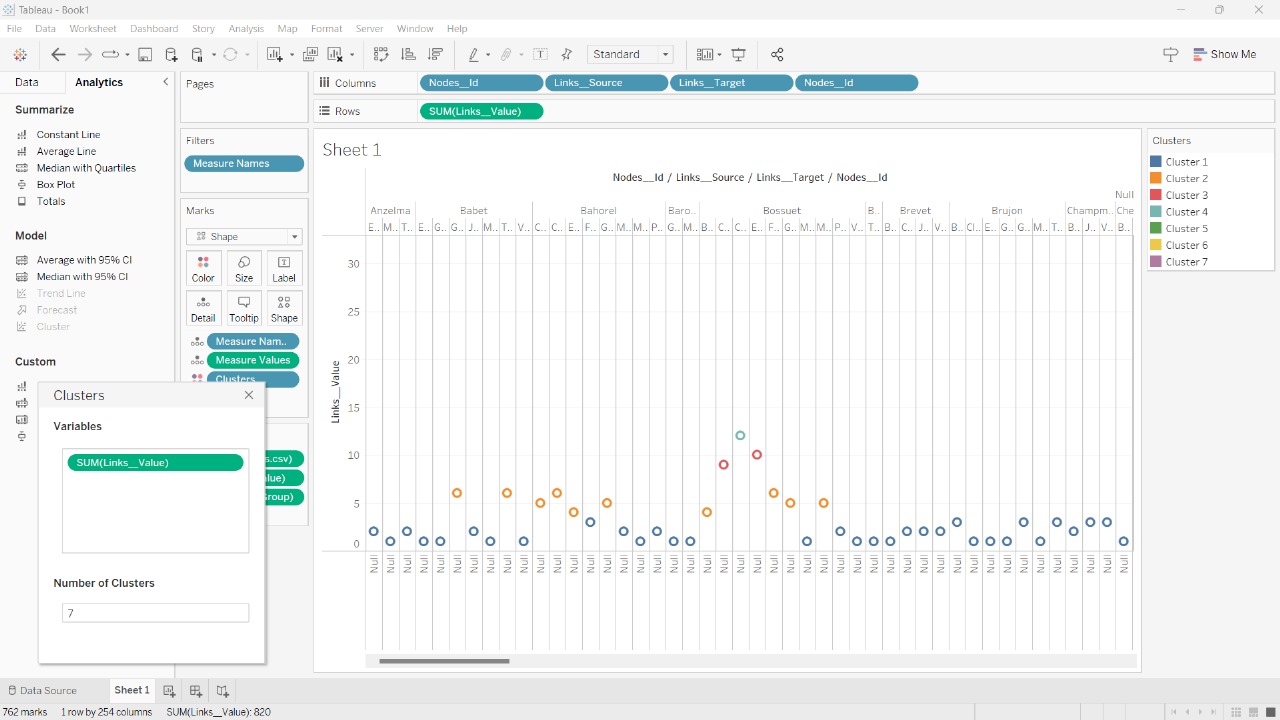 Tableau - Book1
File Data Worksheet Dashboard Story Analysis Map Format Server Window Help
Standard
Show Me
Data Analytics
Summarize
Constant Line
Average Line
Median with Quartiles
Box Plot
Totals
Model
Average with 95% CI
Median with 95% CI
Trend Line
Forecast
Cluster
Custom
Clusters
Variables
SUM(Links__Value)
Number of Clusters
7
Pages
Filters
Measure Names
Marks
Shape
Color Size Label
Detail Tooltip Shape
Measure Nam..
Measure Values
Clusters
s.csv)
lue)
roup)
Columns Nodes__Id Links__Source Links__Target Nodes__Id
Rows SUM(Links__Value)
Sheet 1
Nodes__Id / Links__Source / Links__Target / Nodes__Id
Null
Anzelma Babet Bahorel Baro.. Bossuet B.. Brevet Brujon Champm.. Che
E.. M.. T.. E.. G.. G.. J.. M.. T.. V.. C.. C.. E.. F.. G.. M.. M.. P.. G.. M.. B.. C.. C.. E.. F.. G.. M.. M.. P.. V.. T.. B.. C.. J.. V.. B.. Cl.. E.. G.. G.. M.. T.. B.. J.. V.. B..
Links__Value
30
25
20
15
10
5
0
Null Null Null Null Null Null Null Null Null Null Null Null Null Null Null Null Null Null Null Null Null Null Null Null Null Null Null Null Null Null Null Null Null Null Null Null Null Null Null Null Null Null Null Null Null Null
Clusters
Cluster 1
Cluster 2
Cluster 3
Cluster 4
Cluster 5
Cluster 6
Cluster 7
Data Source Sheet 1
762 marks 1 row by 254 columns SUM(Links__Value): 820